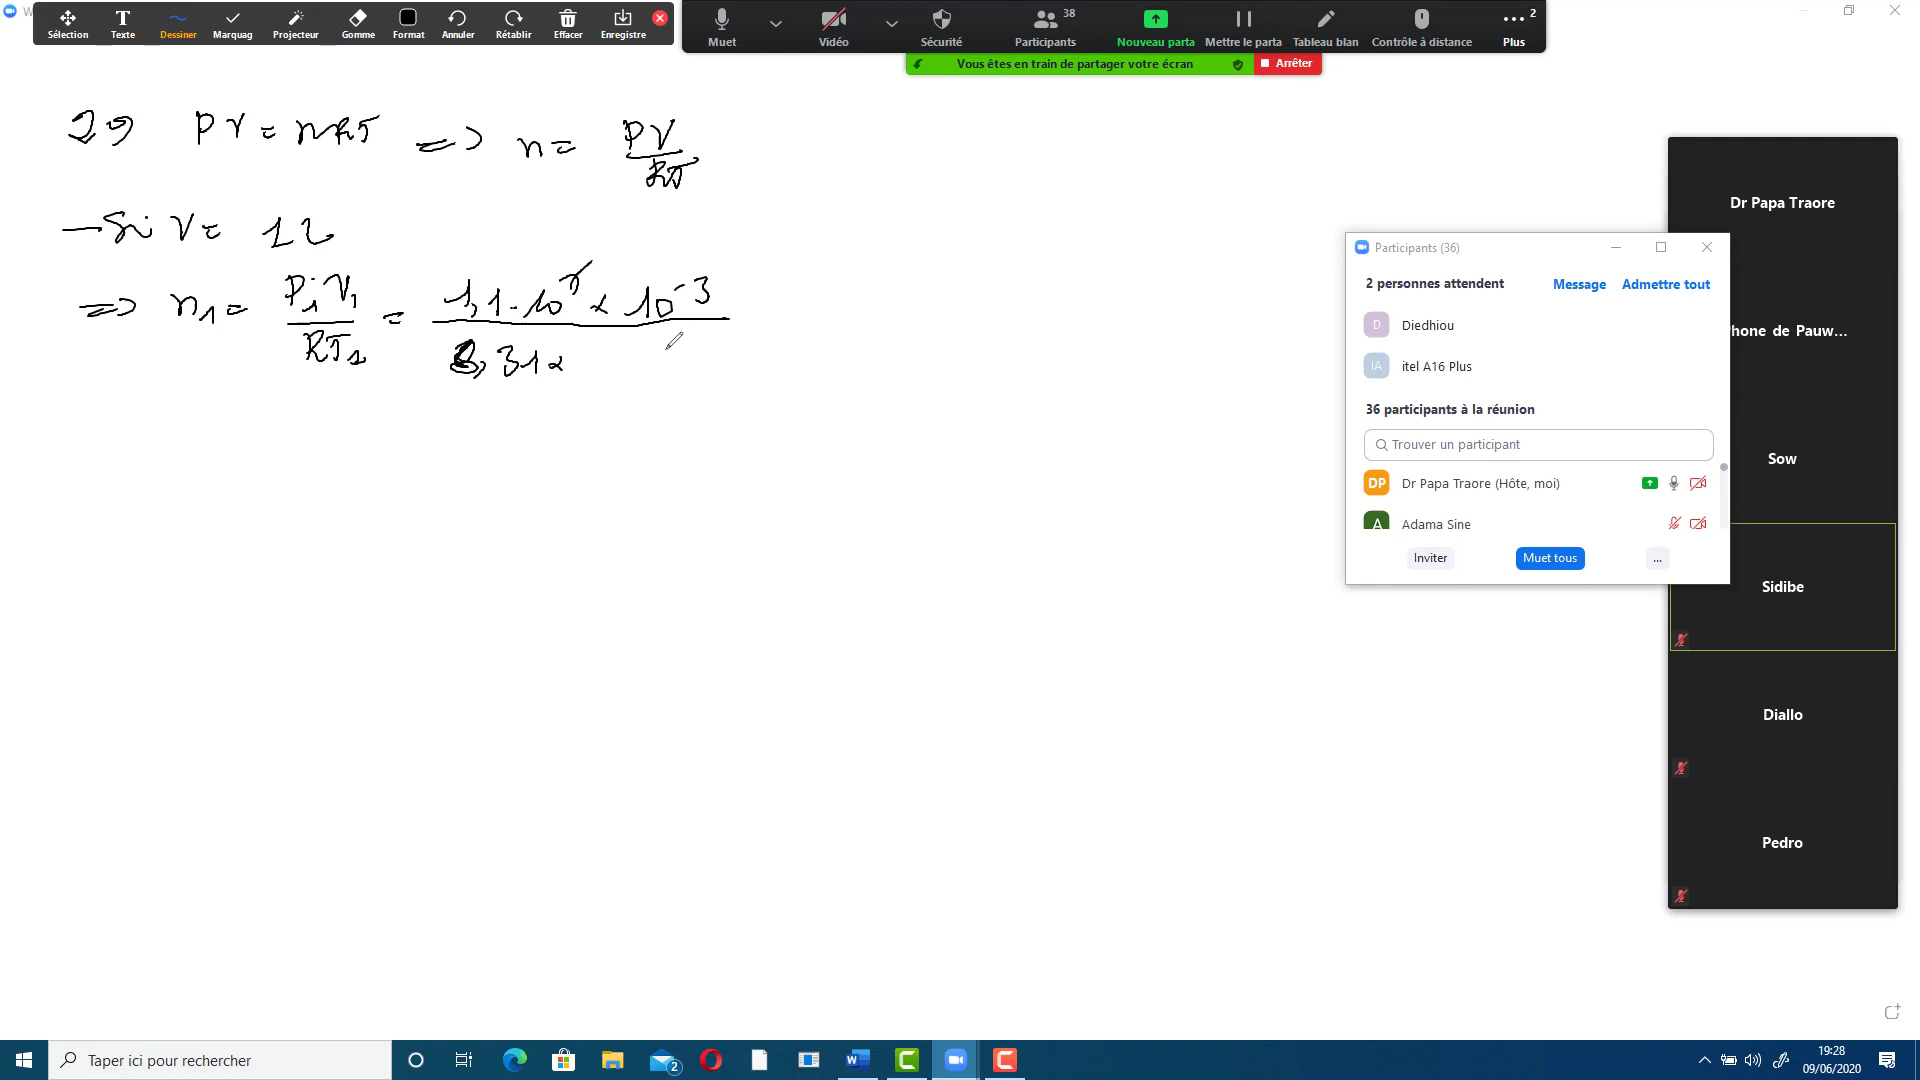 Sélection Texte Dessiner Marquag Projecteur Gomme Format Annuler Rétablir Effacer Enregistre
Muet Vidéo Sécurité Participants 38 Nouveau parta Mettre le parta Tableau blan Contrôle à distance Plus 2
Vous êtes en train de partager votre écran Arrêter
2°) PV = nRT => n = PV / RT
- Si V = 1L
=> n1 = P1 V1 / RT1 = 1,1.10 × 10^-3 / 8,31 ×
Participants (36)
2 personnes attendent Message Admettre tout
D Diedhiou
IA itel A16 Plus
36 participants à la réunion
Trouver un participant
DP Dr Papa Traore (Hôte, moi)
A Adama Sine
Inviter Muet tous ...
Dr Papa Traore
hone de Pauw...
Sow
Sidibe
Diallo
Pedro
Taper ici pour rechercher
2
19:28
09/06/2020